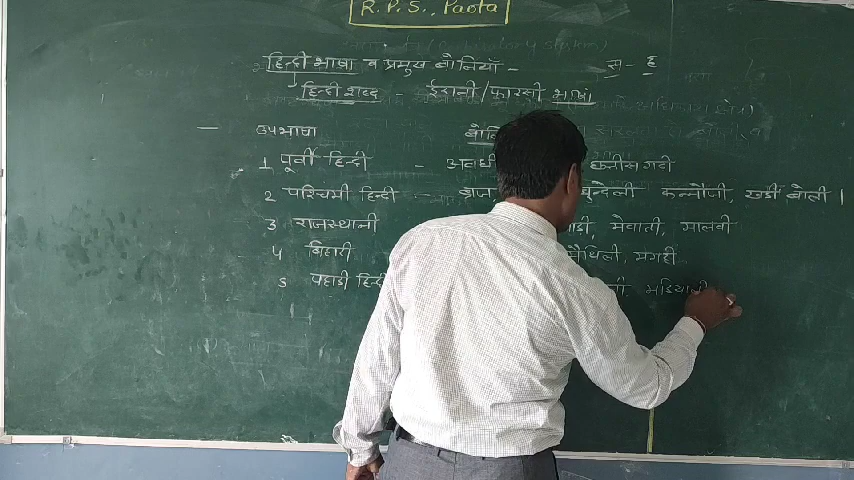 R.P.S., Paota
हिन्दी भाषा व प्रमुख बोलियाँ - स - ह
हिन्दी शब्द - ईरानी/फारसी भाषा
उपभाषा
1 पूर्वी हिन्दी - अवधी छत्तीसगढी
2 पश्चिमी हिन्दी - ब्रज बुन्देली कन्नौजी, खडी बोली ।
3 राजस्थानी मेवाती, मालवी
4 बिहारी मैथिली, मगही
5 पहाडी हिन्दी